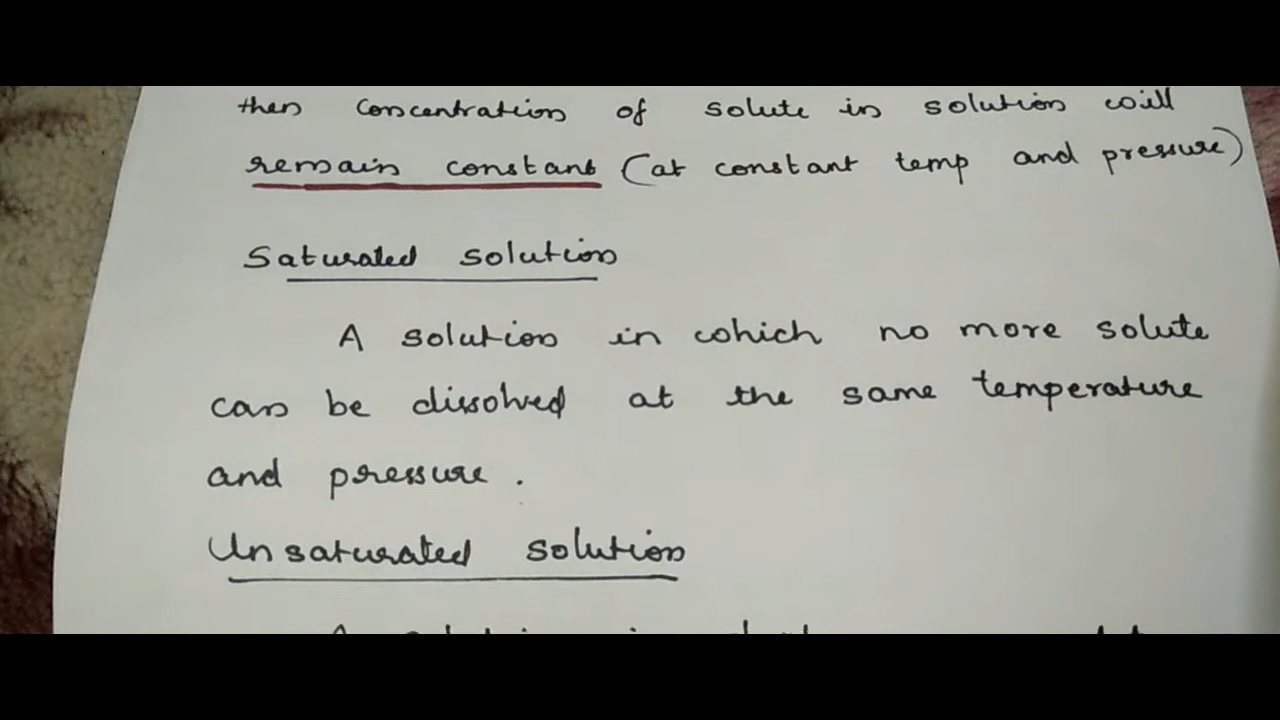 then concentration of solute in solution will
remain constant (at constant temp and pressure)
Saturated solution
A solution in which no more solute
can be dissolved at the same temperature
and pressure.
Unsaturated solution